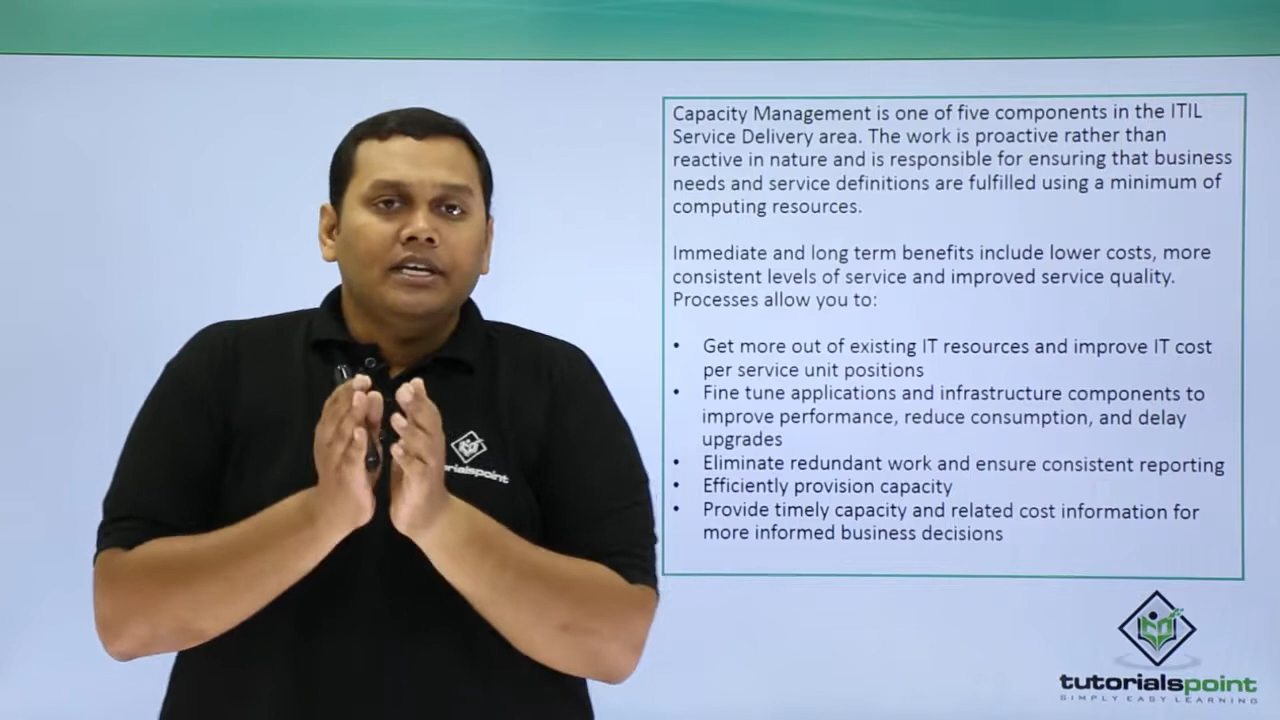 Capacity Management is one of five components in the ITIL
Service Delivery area. The work is proactive rather than
reactive in nature and is responsible for ensuring that business
needs and service definitions are fulfilled using a minimum of
computing resources.
Immediate and long term benefits include lower costs, more
consistent levels of service and improved service quality.
Processes allow you to:
• Get more out of existing IT resources and improve IT cost
per service unit positions
• Fine tune applications and infrastructure components to
improve performance, reduce consumption, and delay
upgrades
• Eliminate redundant work and ensure consistent reporting
• Efficiently provision capacity
• Provide timely capacity and related cost information for
more informed business decisions
rialspoint
tutorialspoint
SIMPLY EASY LEARNING